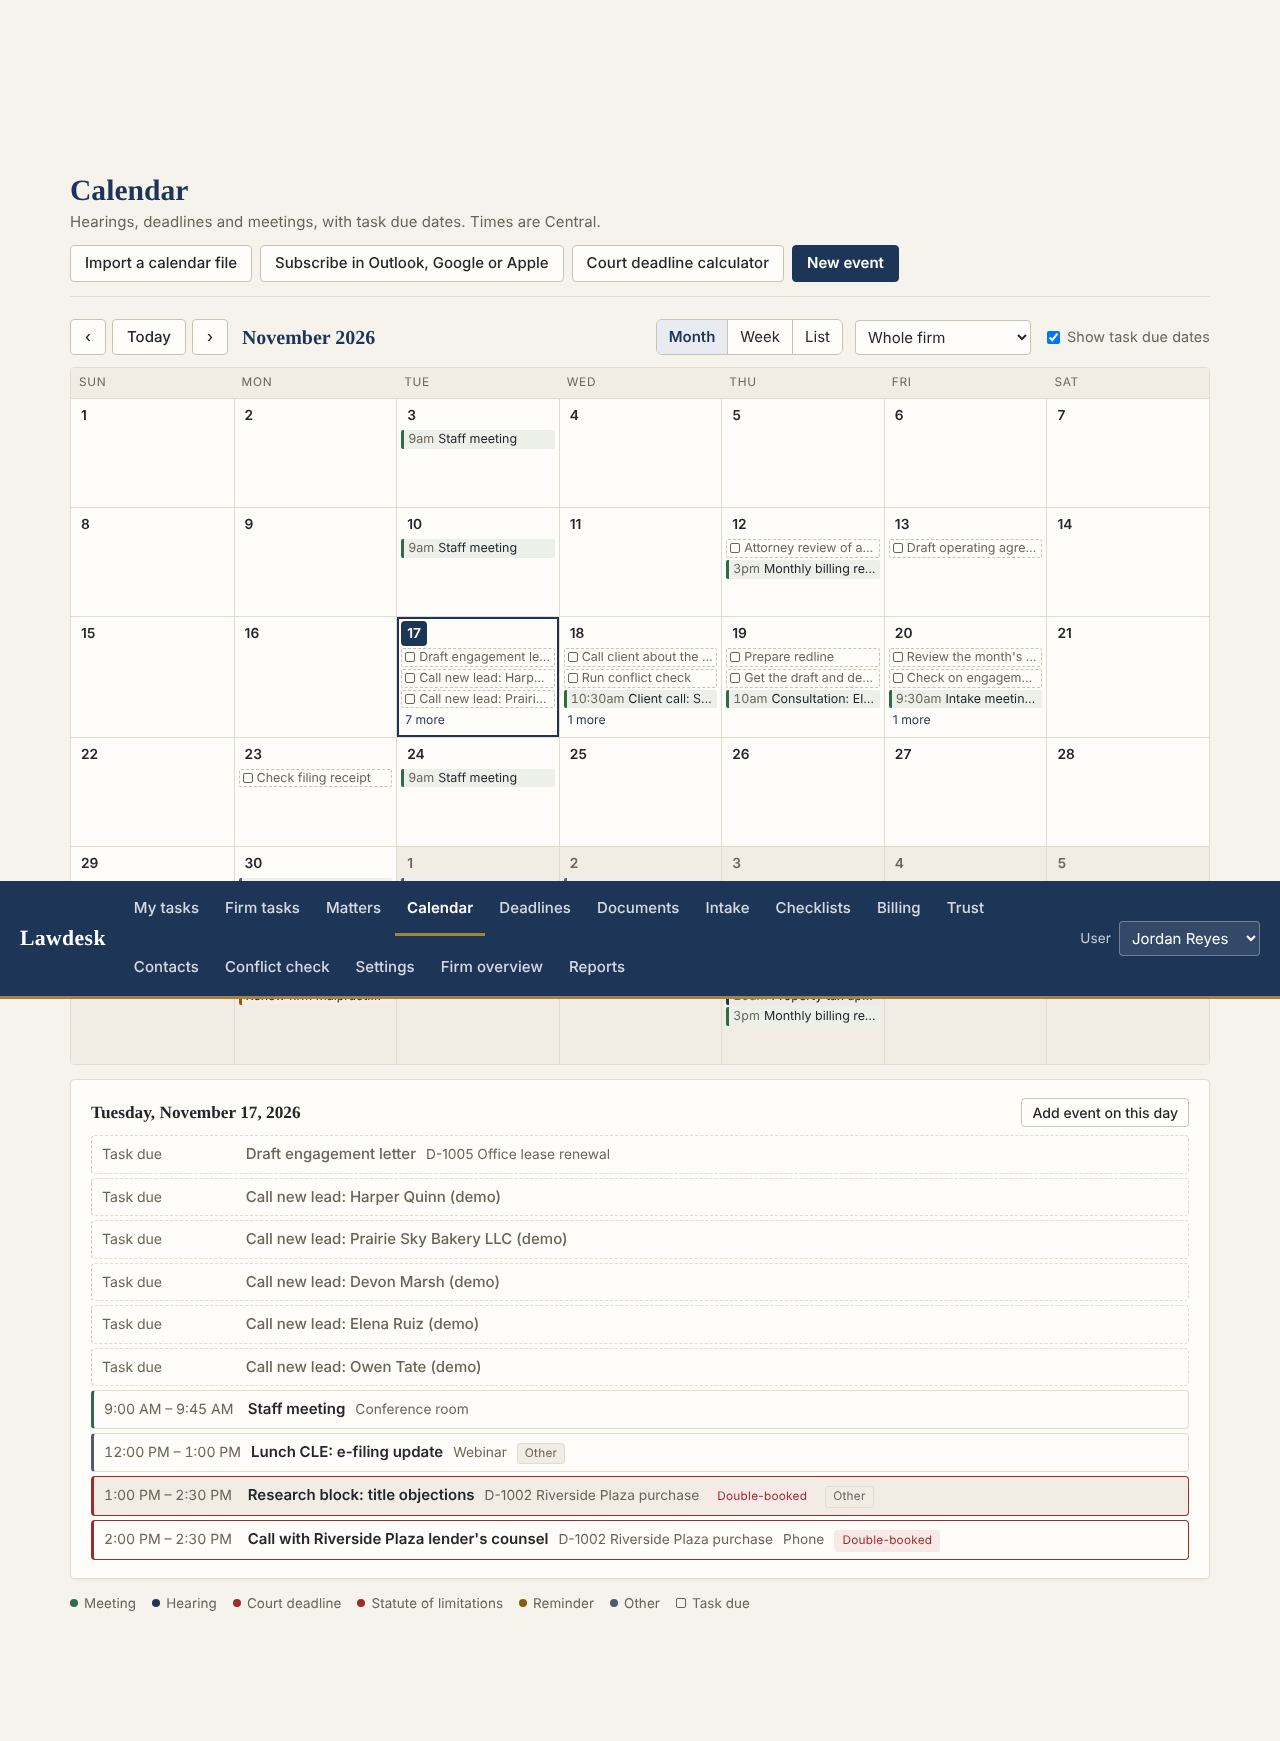 Calendar
Hearings, deadlines and meetings, with task due dates. Times are Central.
Import a calendar file Subscribe in Outlook, Google or Apple Court deadline calculator New event
‹ Today › November 2026 Month Week List Whole firm Show task due dates
SUN MON TUE WED THU FRI SAT
1 2 3 4 5 6 7
9am Staff meeting
8 9 10 11 12 13 14
Attorney review of a... Draft operating agre...
9am Staff meeting 3pm Monthly billing re...
15 16 17 18 19 20 21
Draft engagement le... Call client about the ... Prepare redline Review the month's ...
Call new lead: Harp... Run conflict check Get the draft and de... Check on engagem...
Call new lead: Prairi... 10:30am Client call: S... 10am Consultation: El... 9:30am Intake meetin...
7 more 1 more 1 more
22 23 24 25 26 27 28
Check filing receipt 9am Staff meeting
29 30 1 2 3 4 5
Lawdesk
My tasks Firm tasks Matters Calendar Deadlines Documents Intake Checklists Billing Trust
Contacts Conflict check Settings Firm overview Reports
User Jordan Reyes
3pm Monthly billing re...
Tuesday, November 17, 2026 Add event on this day
Task due Draft engagement letter D-1005 Office lease renewal
Task due Call new lead: Harper Quinn (demo)
Task due Call new lead: Prairie Sky Bakery LLC (demo)
Task due Call new lead: Devon Marsh (demo)
Task due Call new lead: Elena Ruiz (demo)
Task due Call new lead: Owen Tate (demo)
9:00 AM – 9:45 AM Staff meeting Conference room
12:00 PM – 1:00 PM Lunch CLE: e-filing update Webinar Other
1:00 PM – 2:30 PM Research block: title objections D-1002 Riverside Plaza purchase Double-booked Other
2:00 PM – 2:30 PM Call with Riverside Plaza lender's counsel D-1002 Riverside Plaza purchase Phone Double-booked
Meeting Hearing Court deadline Statute of limitations Reminder Other Task due